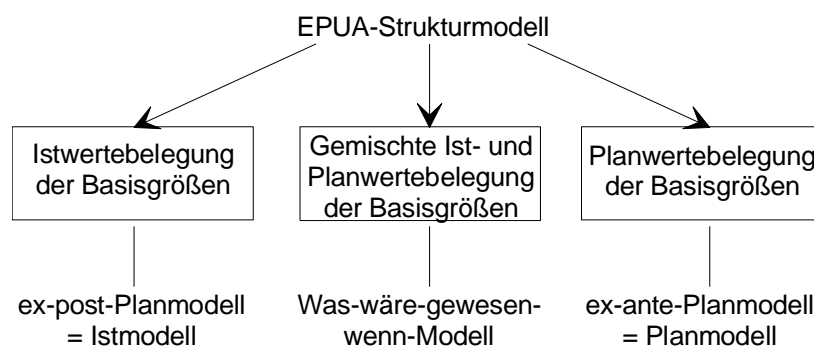 EPUA-Strukturmodell
Istwertebelegung
der Basisgrößen
Gemischte Ist- und
Planwertebelegung
der Basisgrößen
Planwertebelegung
der Basisgrößen
ex-post-Planmodell
= Istmodell
Was-wäre-gewesen-
wenn-Modell
ex-ante-Planmodell
= Planmodell